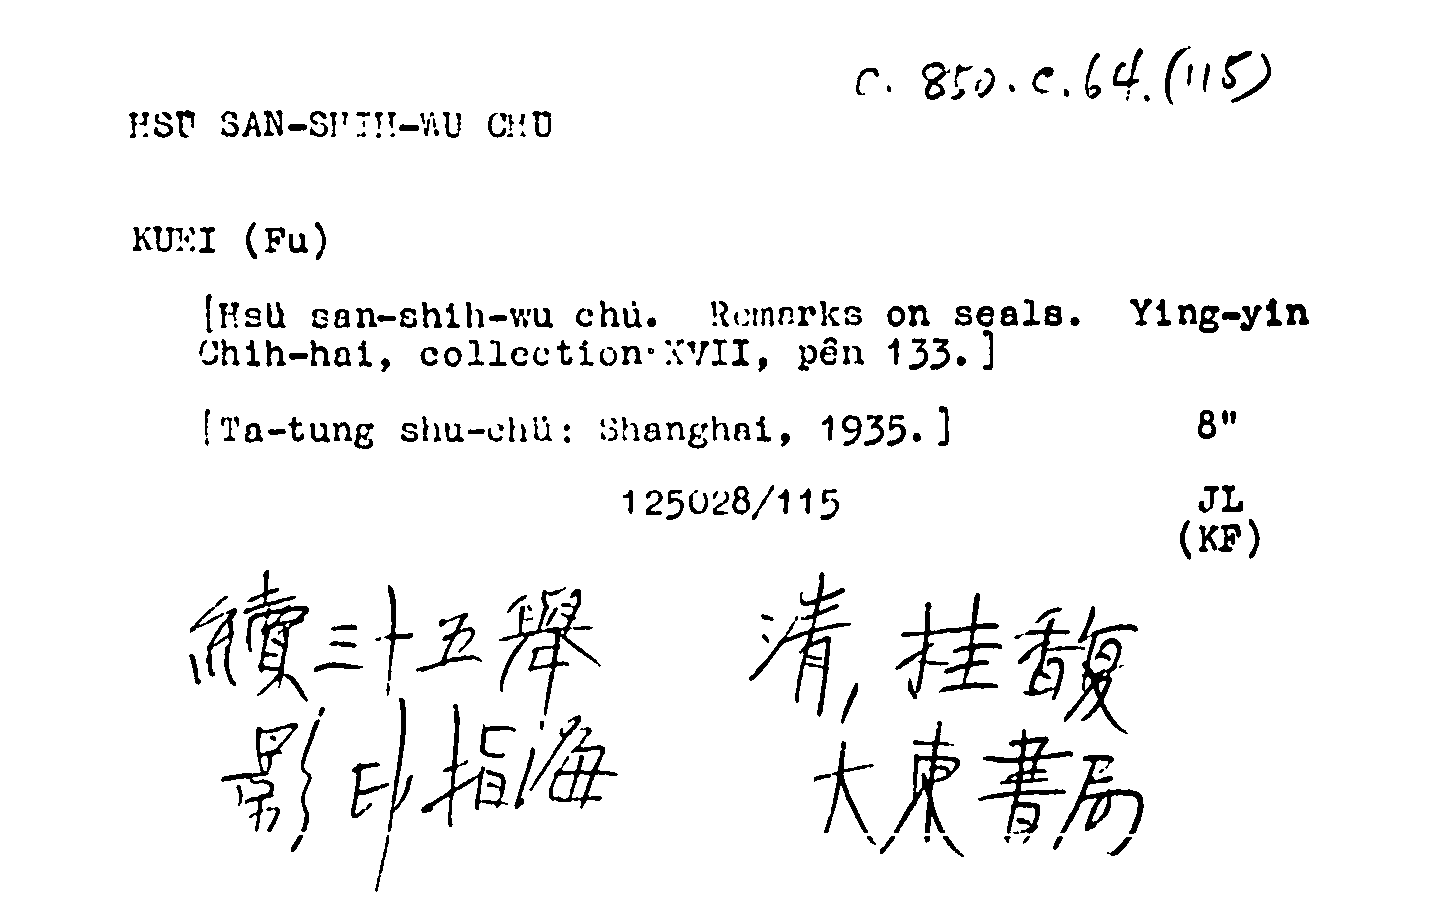 c. 850. c. 64. (115)
HSÜ SAN-SHIH-WU CHÜ
KUEI (Fu)
[Hsü san-shih-wu chü. Remarks on seals. Ying-yin
Chih-hai, collection XVII, pên 133.]
[Ta-tung shu-chü: Shanghai, 1935.] 8"
125028/115 JL
(KF)
續三十五舉 清,桂馥
影印指海 大東書局